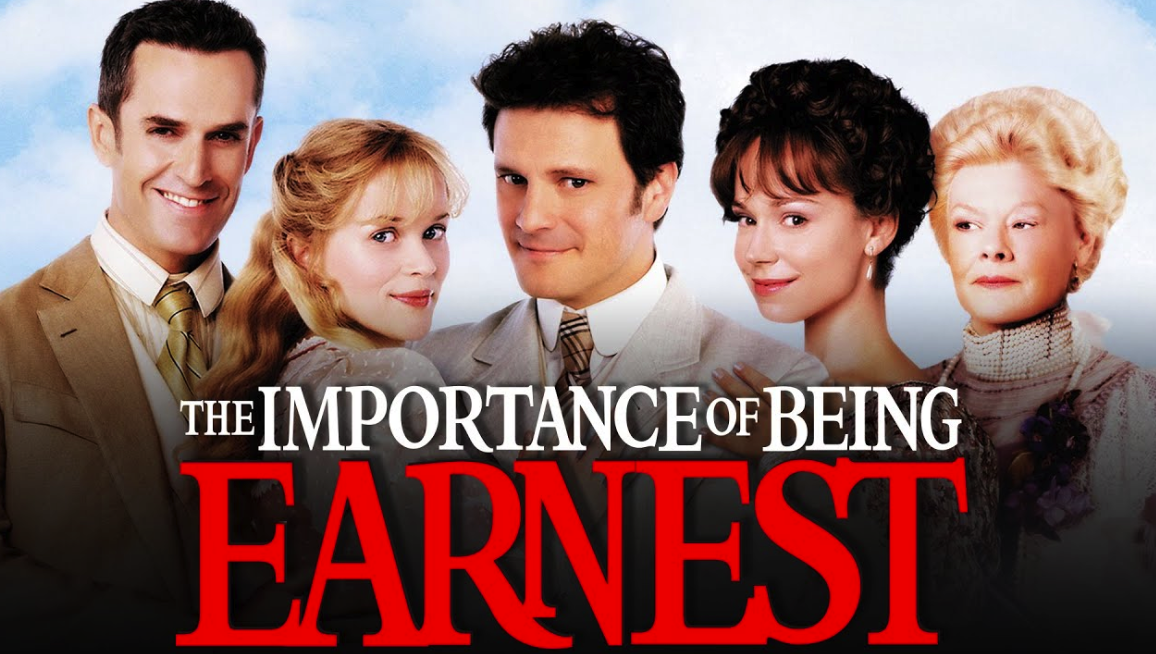 THE IMPORTANCE OF BEING
EARNEST